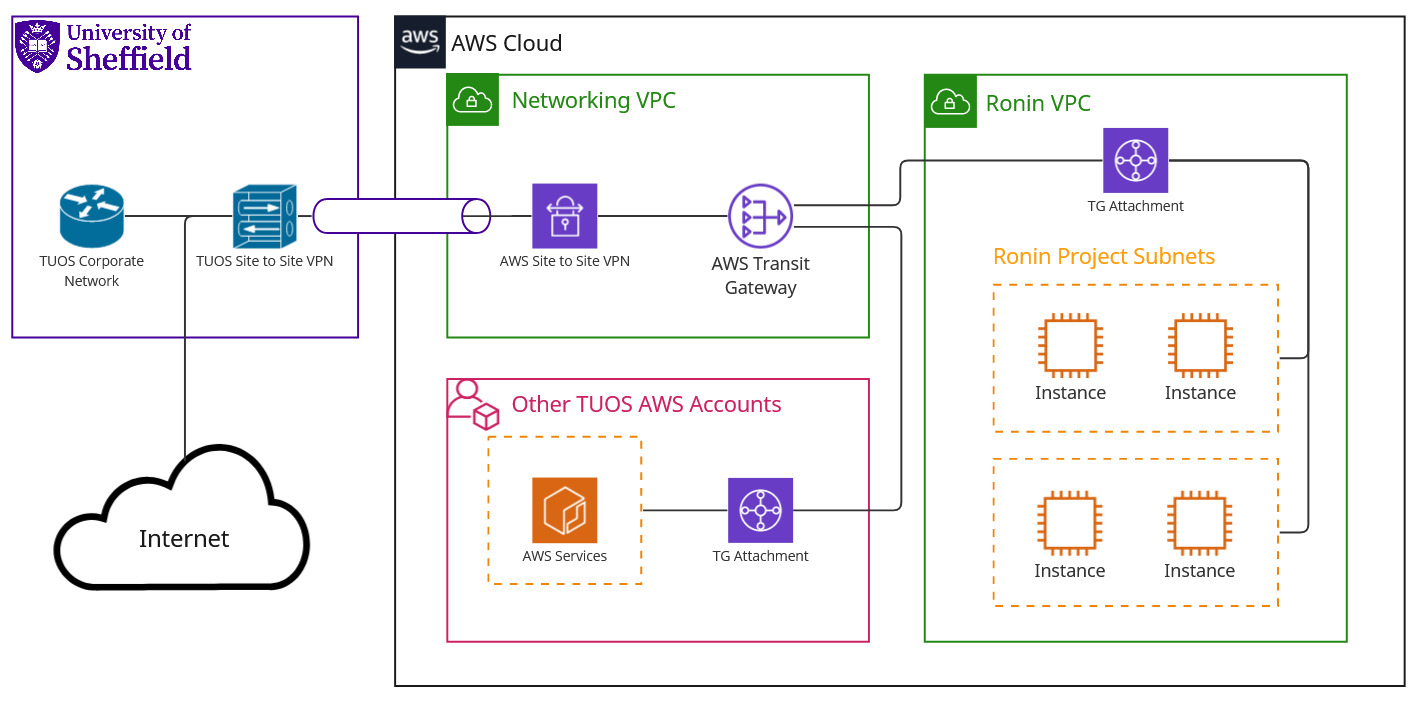 University of
Sheffield
TUOS Corporate
Network
TUOS Site to Site VPN
Internet
aws
AWS Cloud
Networking VPC
AWS Site to Site VPN
AWS Transit
Gateway
Other TUOS AWS Accounts
AWS Services
TG Attachment
Ronin VPC
TG Attachment
Ronin Project Subnets
Instance
Instance
Instance
Instance